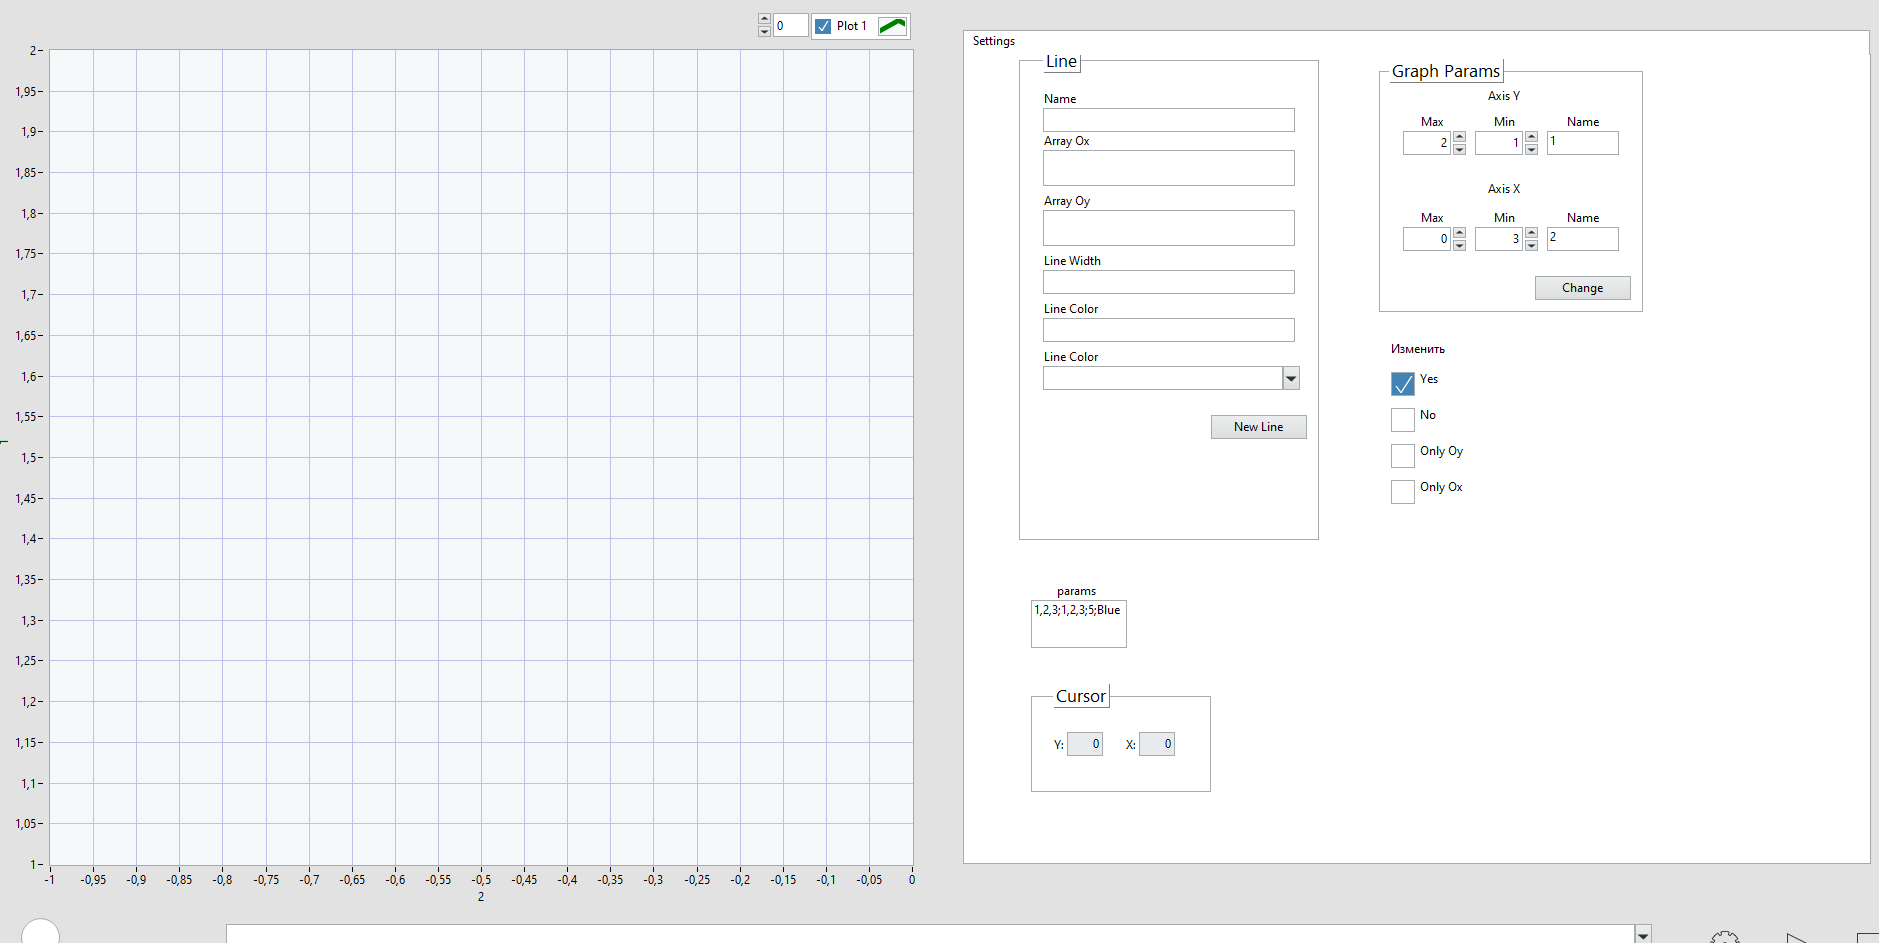 0 Plot 1
2
1,95
1,9
1,85
1,8
1,75
1,7
1,65
1,6
1,55
1,5
1,45
1,4
1,35
1,3
1,25
1,2
1,15
1,1
1,05
1
-1 -0,95 -0,9 -0,85 -0,8 -0,75 -0,7 -0,65 -0,6 -0,55 -0,5 -0,45 -0,4 -0,35 -0,3 -0,25 -0,2 -0,15 -0,1 -0,05 0
2
1
Settings
Line
Name
Array Ox
Array Oy
Line Width
Line Color
Line Color
New Line
Graph Params
Axis Y
Max Min Name
2 1 1
Axis X
Max Min Name
0 3 2
Change
Изменить
Yes
No
Only Oy
Only Ox
params
1,2,3;1,2,3;5;Blue
Cursor
Y: 0 X: 0